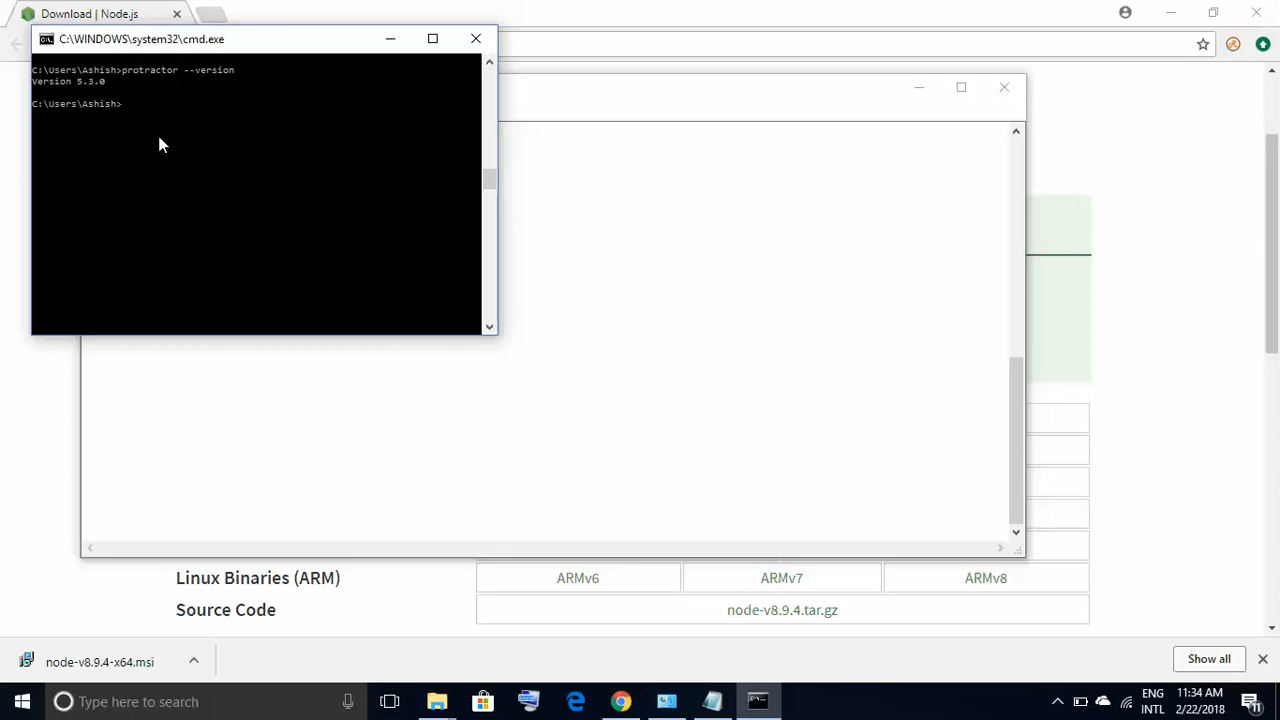 Download | Node.js
C:\WINDOWS\system32\cmd.exe
C:\Users\Ashish>protractor --version
Version 5.3.0
C:\Users\Ashish>
Linux Binaries (ARM) ARMv6 ARMv7 ARMv8
Source Code node-v8.9.4.tar.gz
node-v8.9.4-x64.msi Show all
Type here to search
ENG 11:34 AM
INTL 2/22/2018 11